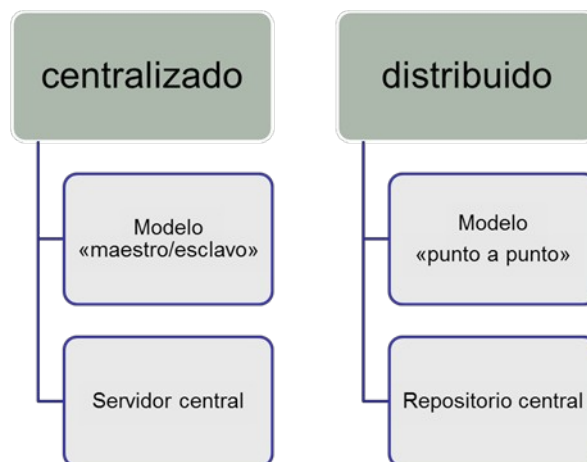 centralizado
Modelo
«maestro/esclavo»
Servidor central
distribuido
Modelo
«punto a punto»
Repositorio central